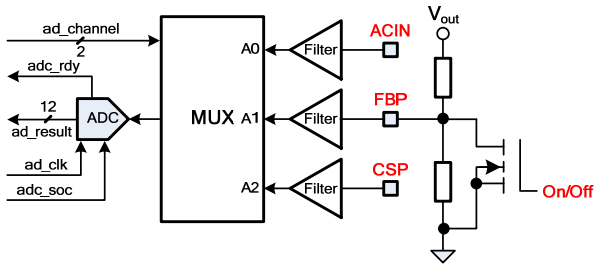 ad_channel
2
adc_rdy
12
ad_result
ADC
ad_clk
adc_soc
MUX
A0
A1
A2
Filter
Filter
Filter
ACIN
FBP
CSP
Vout
On/Off